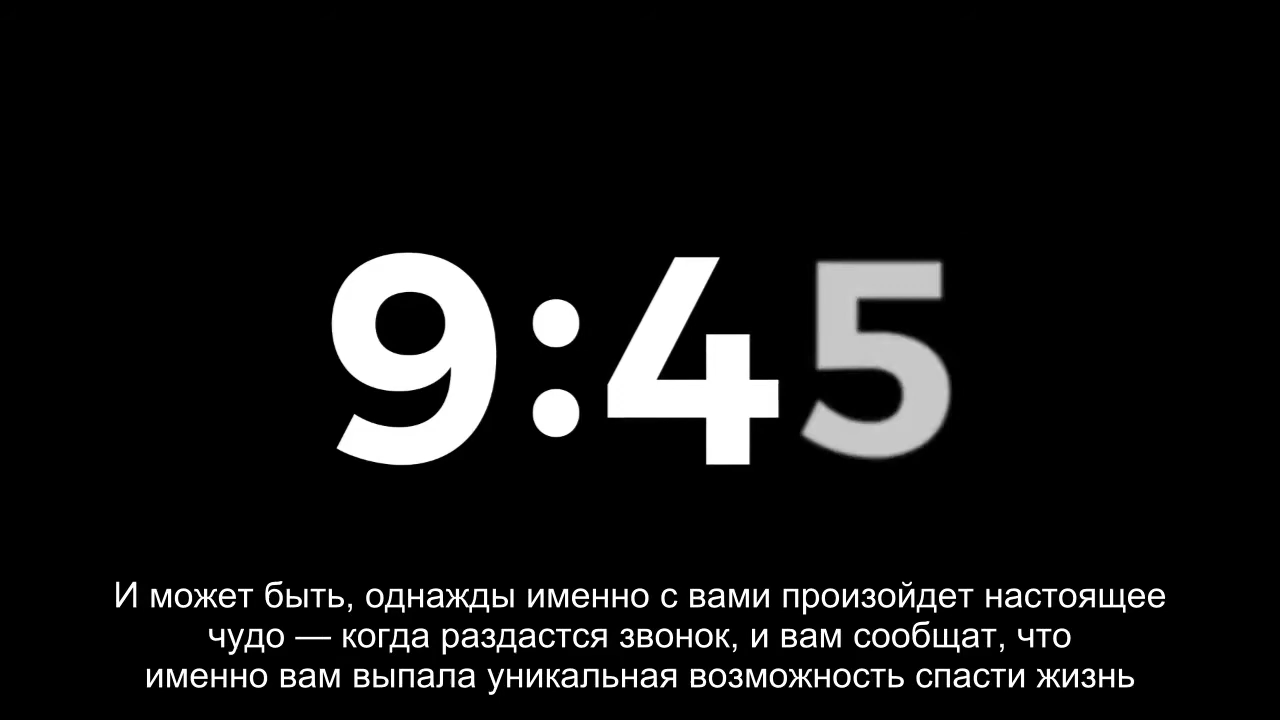 9:45
И может быть, однажды именно с вами произойдет настоящее
чудо — когда раздастся звонок, и вам сообщат, что
именно вам выпала уникальная возможность спасти жизнь